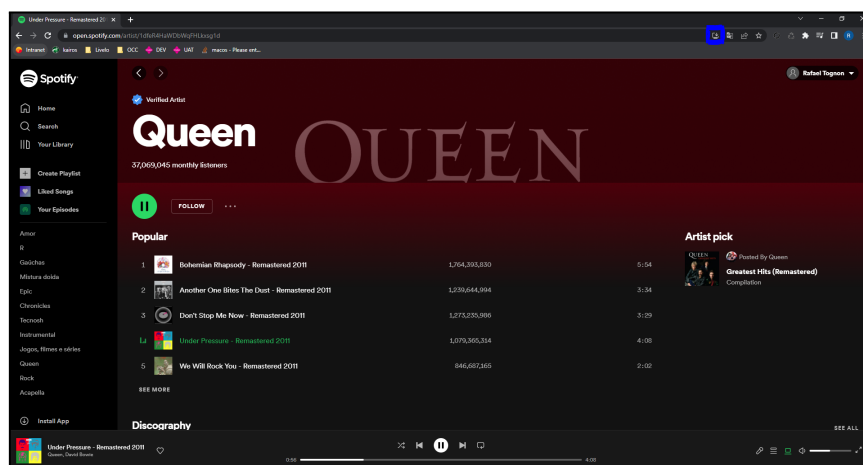 Under Pressure - Remastered 20
open.spotify.com/artist/1dfeR4HaWDbWqFHLkxsg1d
Intranet
kairos
Livelo
OCC
DEV
UAT
macos - Please ent...
Spotify
Rafael Tognon
Home
Search
Your Library
Create Playlist
Liked Songs
Your Episodes
Amor
R
Gaúchas
Mistura doida
Epic
Chronicles
Tecnosh
Instrumental
Jogos, filmes e séries
Queen
Rock
Acapella
Install App
Verified Artist
Queen
QUEEN
37,069,045 monthly listeners
FOLLOW
Popular
1 Bohemian Rhapsody - Remastered 2011 1,764,393,830 5:54
2 Another One Bites The Dust - Remastered 2011 1,239,644,994 3:34
3 Don't Stop Me Now - Remastered 2011 1,273,235,986 3:29
Under Pressure - Remastered 2011 1,079,365,314 4:08
5 We Will Rock You - Remastered 2011 846,687,165 2:02
SEE MORE
Artist pick
QUEEN
Posted By Queen
Greatest Hits (Remastered)
Compilation
Discography
SEE ALL
Under Pressure - Remastered 2011
Queen, David Bowie
0:56
4:08